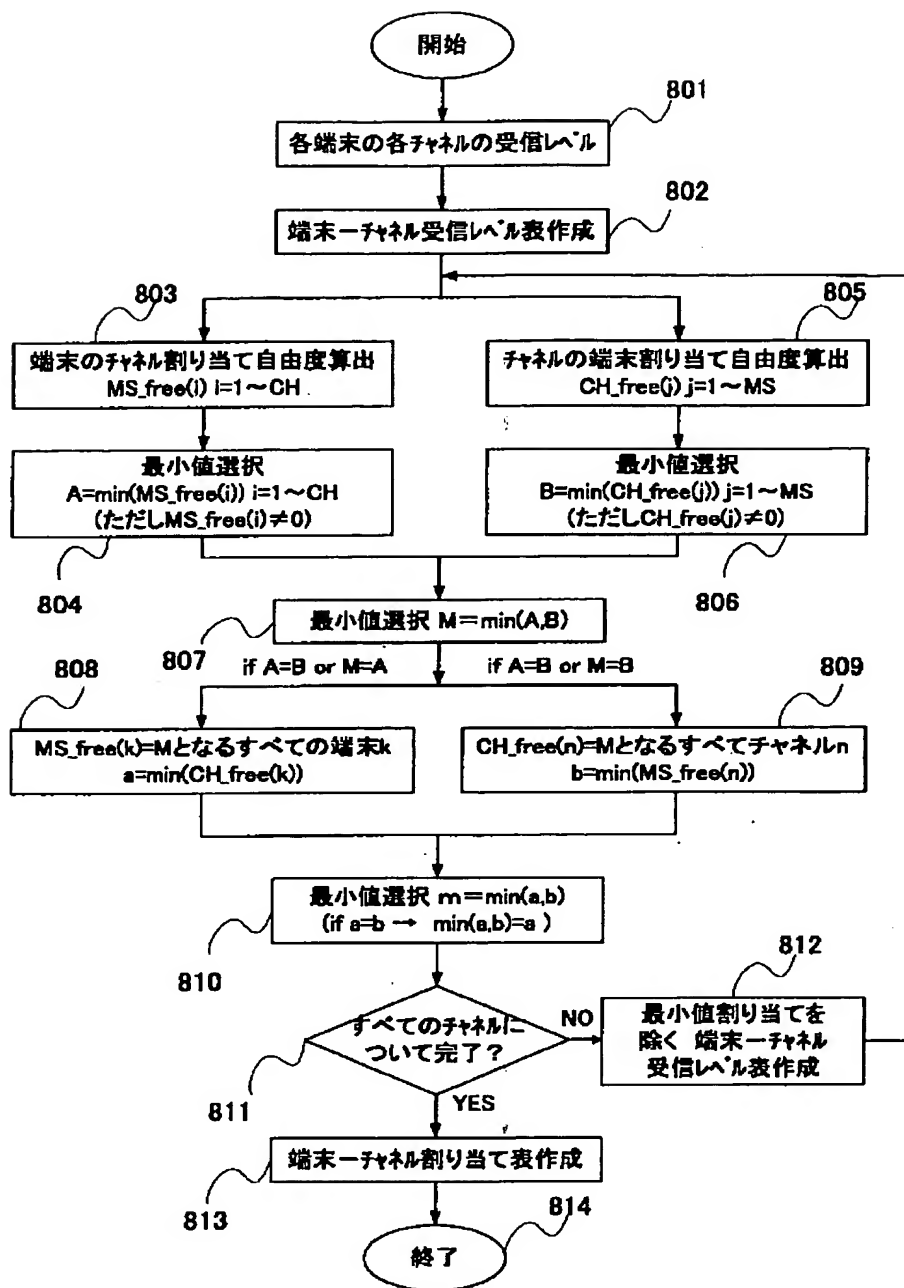 開始
801
各端末の各チャネルの受信レベル
802
端末ーチャネル受信レベル表作成
803
端末のチャネル割り当て自由度算出
MS_free(i) i=1～CH
805
チャネルの端末割り当て自由度算出
CH_free(j) j=1～MS
最小値選択
A=min(MS_free(i)) i=1～CH
(ただしMS_free(i)≠0)
804
最小値選択
B=min(CH_free(j)) j=1～MS
(ただしCH_free(j)≠0)
806
最小値選択 M=min(A,B)
807
if A=B or M=A
if A=B or M=B
808
MS_free(k)=Mとなるすべての端末k
a=min(CH_free(k))
809
CH_free(n)=Mとなるすべてチャネルn
b=min(MS_free(n))
最小値選択 m=min(a,b)
(if a=b → min(a,b)=a )
810
すべてのチャネルに
ついて完了？
811
NO
812
最小値割り当てを
除く 端末ーチャネル
受信レベル表作成
YES
端末ーチャネル割り当て表作成
813
814
終了